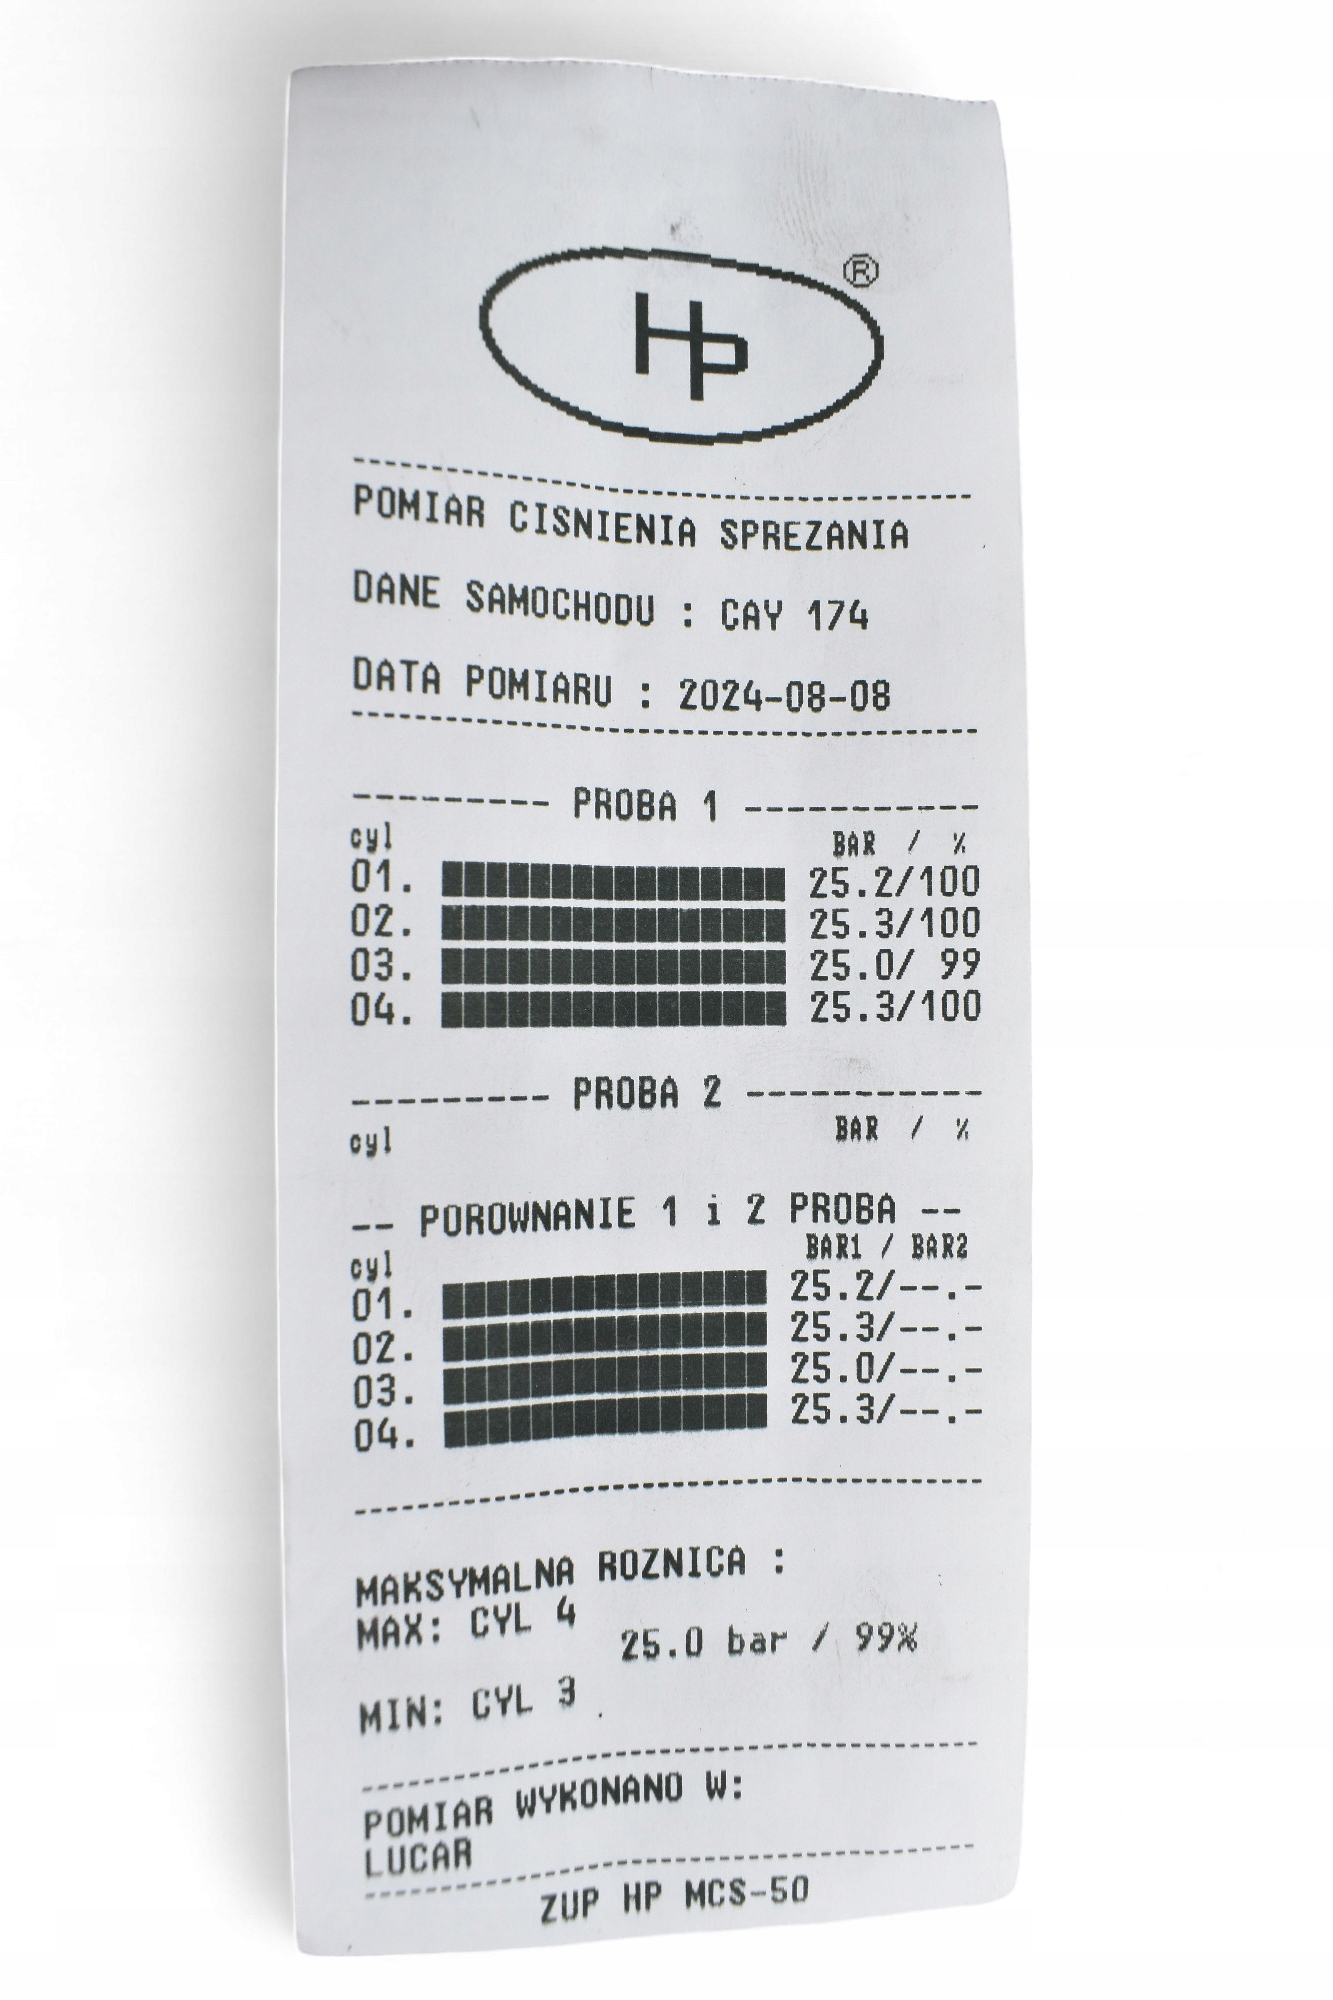 HP ®
POMIAR CISNIENIA SPREZANIA
DANE SAMOCHODU : CAY 174
DATA POMIARU : 2024-08-08
--------- PROBA 1 -----------
cyl BAR / %
01. 25.2/100
02. 25.3/100
03. 25.0/ 99
04. 25.3/100
--------- PROBA 2 -----------
cyl BAR / %
-- POROWNANIE 1 i 2 PROBA --
cyl BAR1 / BAR2
01. 25.2/--.-
02. 25.3/--.-
03. 25.0/--.-
04. 25.3/--.-
MAKSYMALNA ROZNICA :
MAX: CYL 4
25.0 bar / 99%
MIN: CYL 3
POMIAR WYKONANO W:
LUCAR
ZUP HP MCS-50